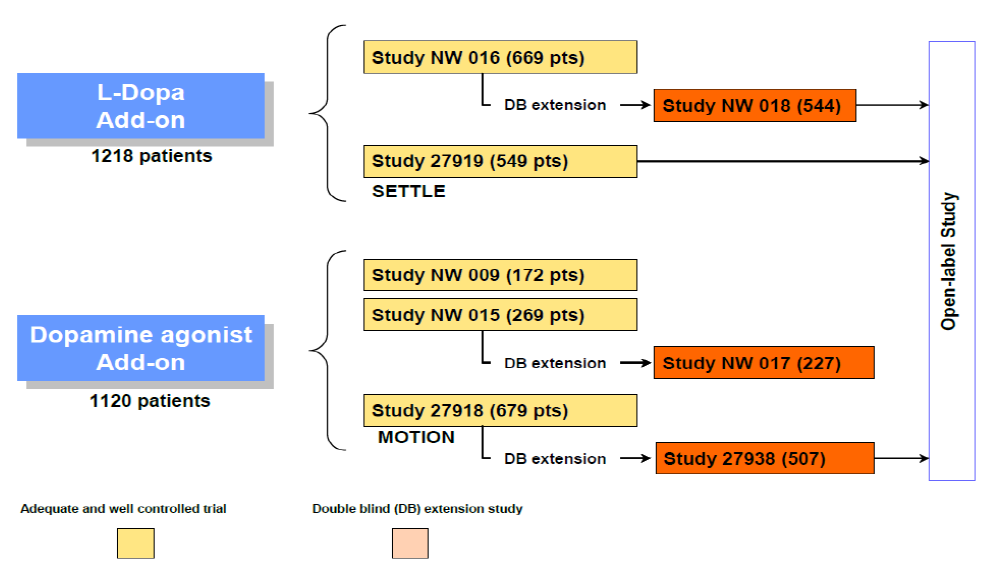 L-Dopa
Add-on
1218 patients
Study NW 016 (669 pts)
DB extension
Study NW 018 (544)
Study 27919 (549 pts)
SETTLE
Dopamine agonist
Add-on
1120 patients
Study NW 009 (172 pts)
Study NW 015 (269 pts)
DB extension
Study NW 017 (227)
Study 27918 (679 pts)
MOTION
DB extension
Study 27938 (507)
Open-label Study
Adequate and well controlled trial
Double blind (DB) extension study